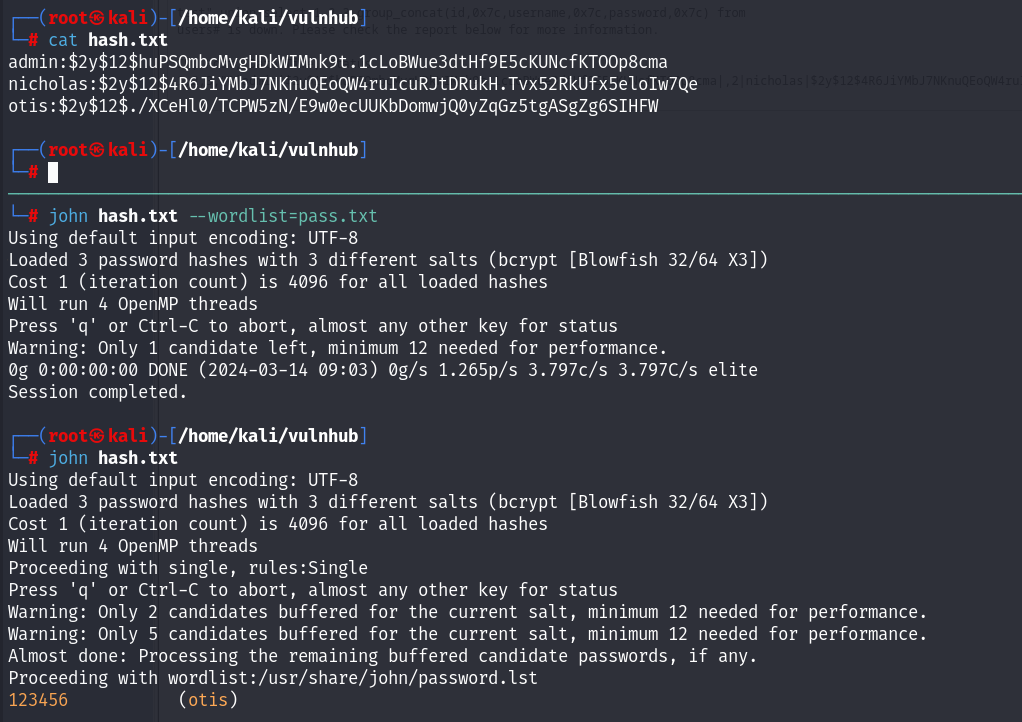 ┌──(root㉿kali)-[/home/kali/vulnhub]
└─# cat hash.txt
admin:$2y$12$huPSQmbcMvgHDkWIMnk9t.1cLoBWue3dtHf9E5cKUNcfKTOOp8cma
nicholas:$2y$12$4R6JiYMbJ7NKnuQEoQW4ruIcuRJtDRukH.Tvx52RkUfx5eloIw7Qe
otis:$2y$12$./XCeHl0/TCPW5zN/E9w0ecUUKbDomwjQ0yZqGz5tgASgZg6SIHFW
┌──(root㉿kali)-[/home/kali/vulnhub]
└─#
└─# john hash.txt --wordlist=pass.txt
Using default input encoding: UTF-8
Loaded 3 password hashes with 3 different salts (bcrypt [Blowfish 32/64 X3])
Cost 1 (iteration count) is 4096 for all loaded hashes
Will run 4 OpenMP threads
Press 'q' or Ctrl-C to abort, almost any other key for status
Warning: Only 1 candidate left, minimum 12 needed for performance.
0g 0:00:00:00 DONE (2024-03-14 09:03) 0g/s 1.265p/s 3.797c/s 3.797C/s elite
Session completed.
┌──(root㉿kali)-[/home/kali/vulnhub]
└─# john hash.txt
Using default input encoding: UTF-8
Loaded 3 password hashes with 3 different salts (bcrypt [Blowfish 32/64 X3])
Cost 1 (iteration count) is 4096 for all loaded hashes
Will run 4 OpenMP threads
Proceeding with single, rules:Single
Press 'q' or Ctrl-C to abort, almost any other key for status
Warning: Only 2 candidates buffered for the current salt, minimum 12 needed for performance.
Warning: Only 5 candidates buffered for the current salt, minimum 12 needed for performance.
Almost done: Processing the remaining buffered candidate passwords, if any.
Proceeding with wordlist:/usr/share/john/password.lst
123456 (otis)